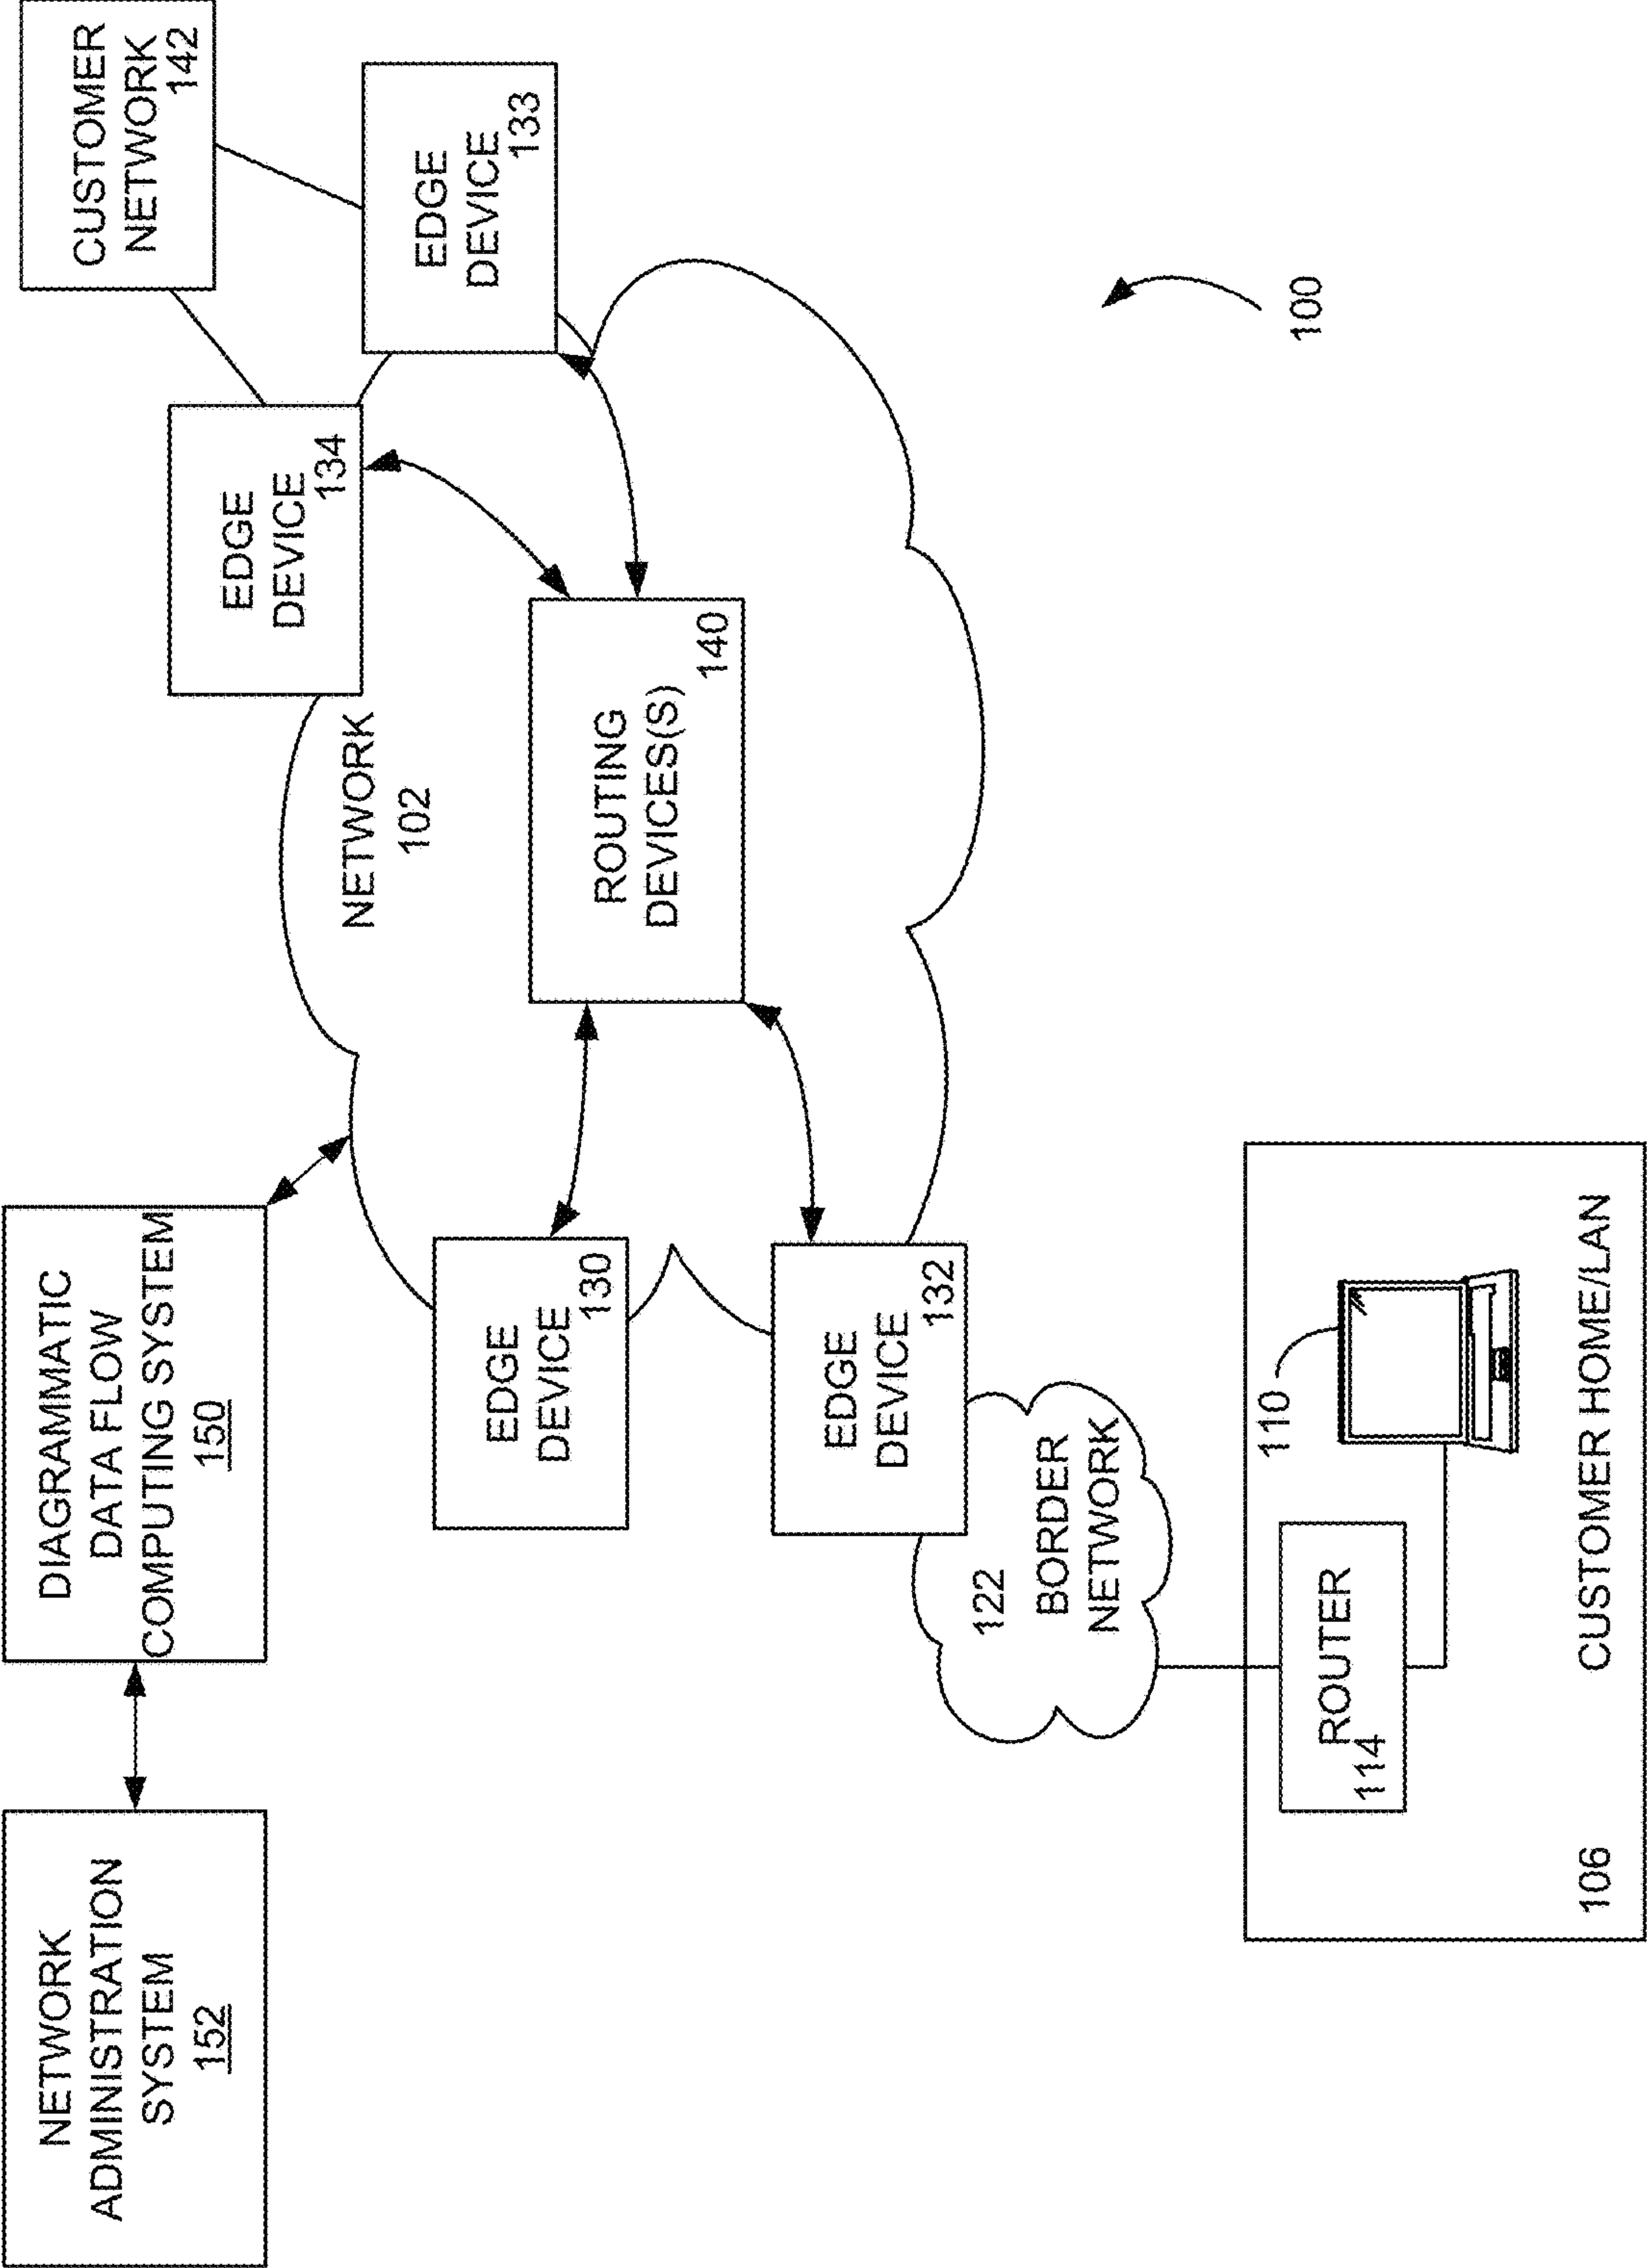 NETWORK
ADMINISTRATION
SYSTEM
152
DIAGRAMMATIC
DATA FLOW
COMPUTING SYSTEM
150
CUSTOMER
NETWORK
142
EDGE
DEVICE
134
EDGE
DEVICE
133
NETWORK
102
ROUTING
DEVICES(S)
140
EDGE
DEVICE
130
EDGE
DEVICE
132
122
BORDER
NETWORK
100
110
ROUTER
114
106
CUSTOMER HOME/LAN